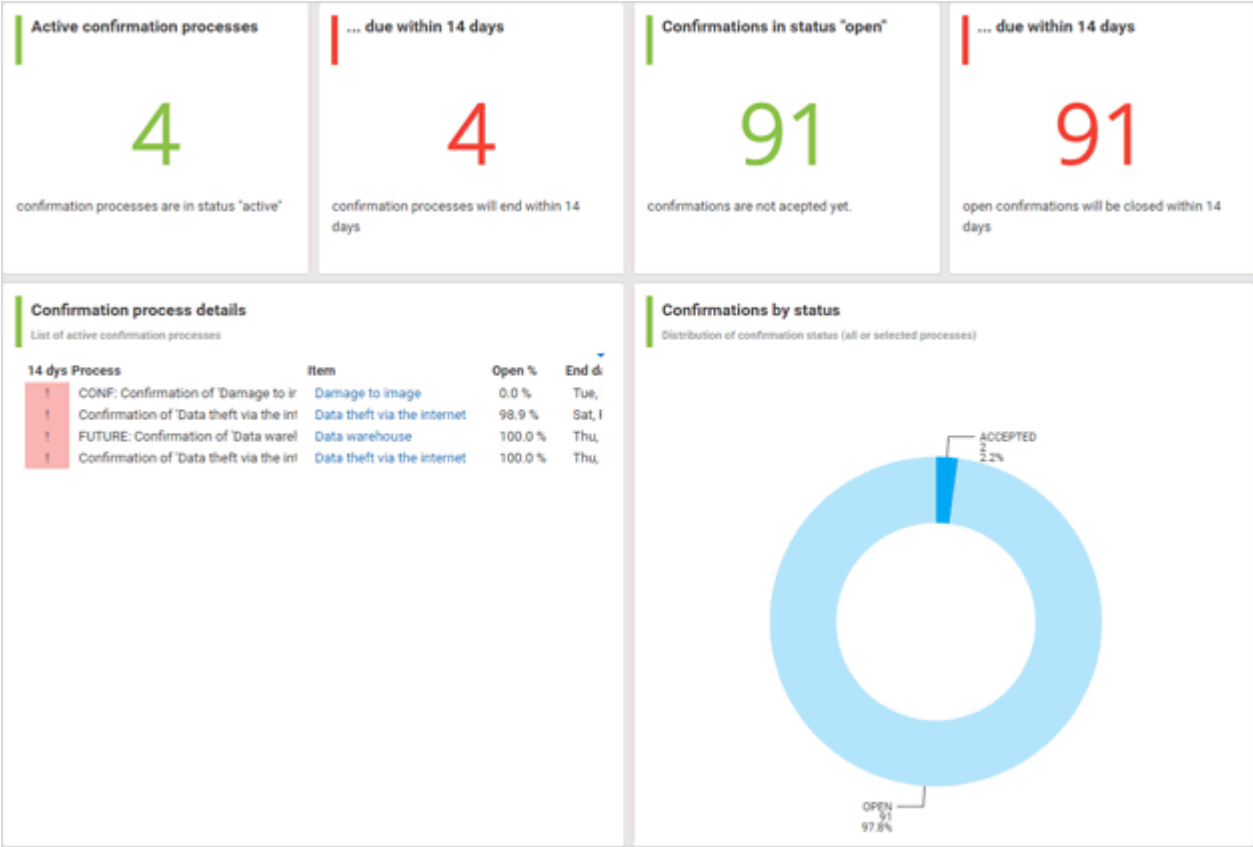 Active confirmation processes
4
confirmation processes are in status "active"
... due within 14 days
4
confirmation processes will end within 14
days
Confirmations in status "open"
91
confirmations are not acepted yet.
... due within 14 days
91
open confirmations will be closed within 14
days
Confirmation process details
List of active confirmation processes
14 dys Process Item Open % End da
! CONF: Confirmation of 'Damage to ir Damage to image 0.0 % Tue,
! Confirmation of 'Data theft via the int Data theft via the internet 98.9 % Sat,
! FUTURE: Confirmation of 'Data warel Data warehouse 100.0 % Thu,
! Confirmation of 'Data theft via the int Data theft via the internet 100.0 % Thu,
Confirmations by status
Distribution of confirmation status (all or selected processes)
ACCEPTED
2
2.2%
OPEN
91
97.8%